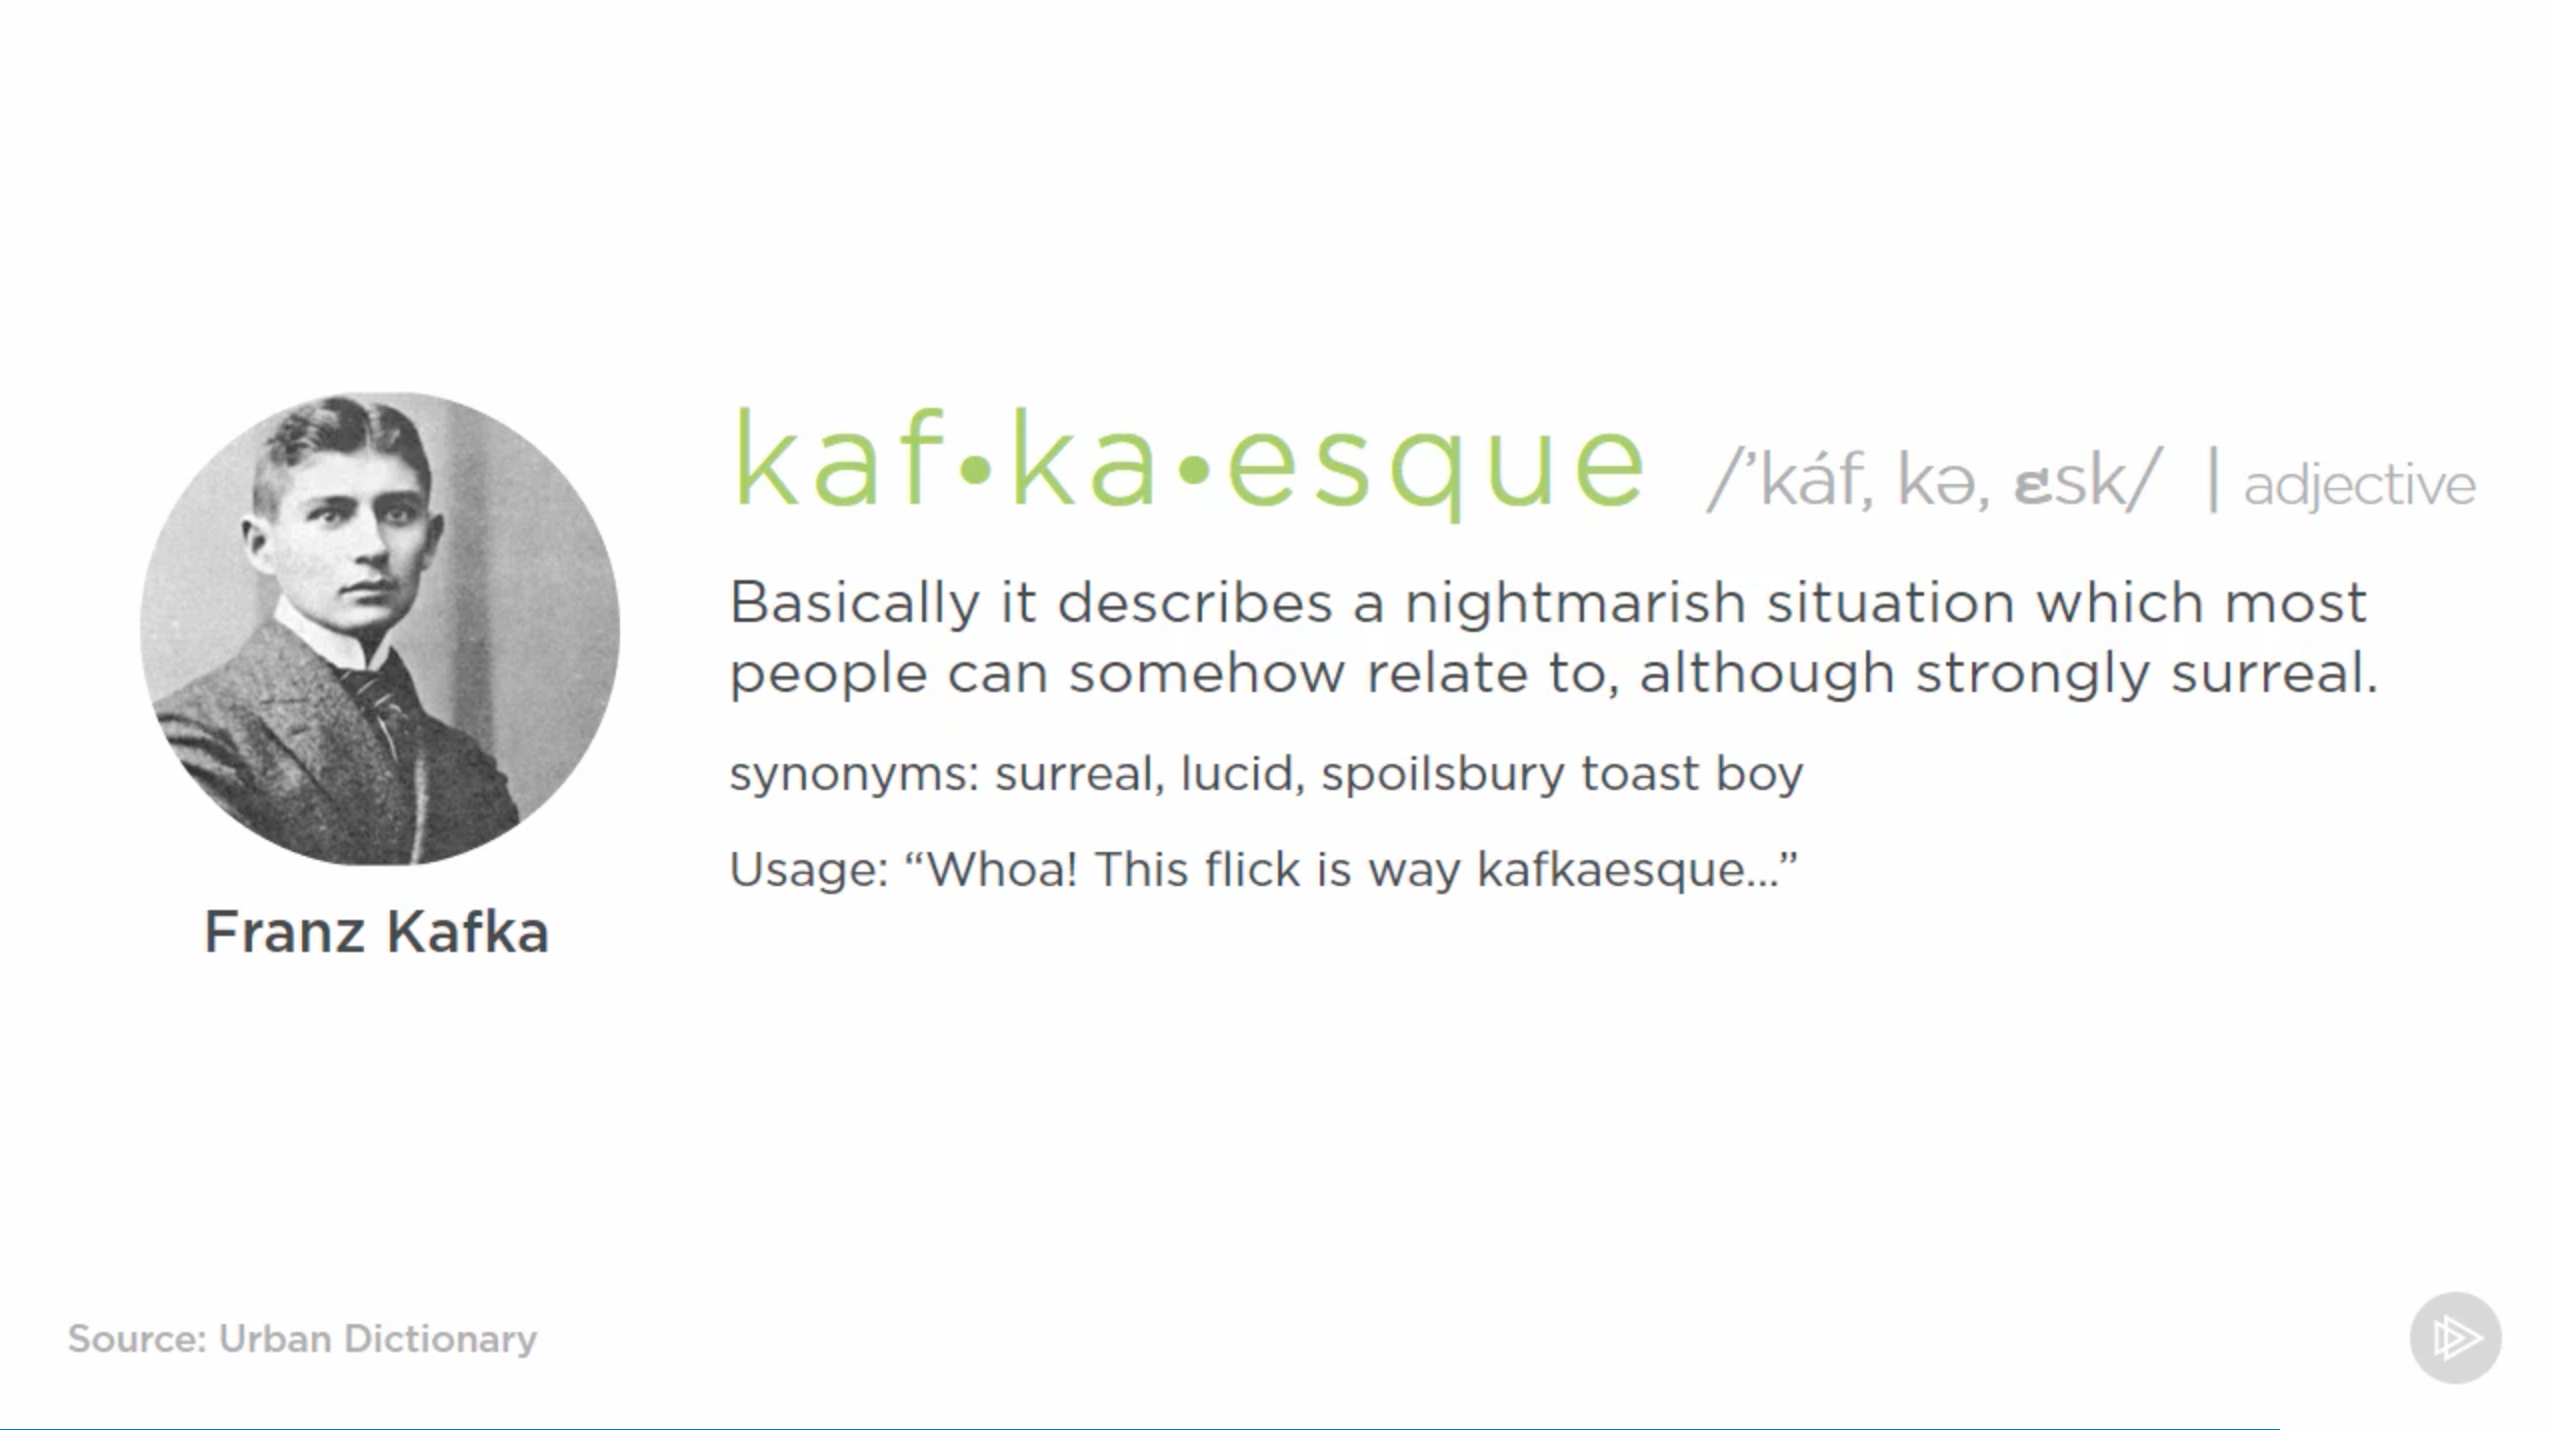 kaf•ka•esque /’káf, kə, ɛsk/ | adjective
Basically it describes a nightmarish situation which most
people can somehow relate to, although strongly surreal.
synonyms: surreal, lucid, spoilsbury toast boy
Usage: “Whoa! This flick is way kafkaesque...”
Franz Kafka
Source: Urban Dictionary